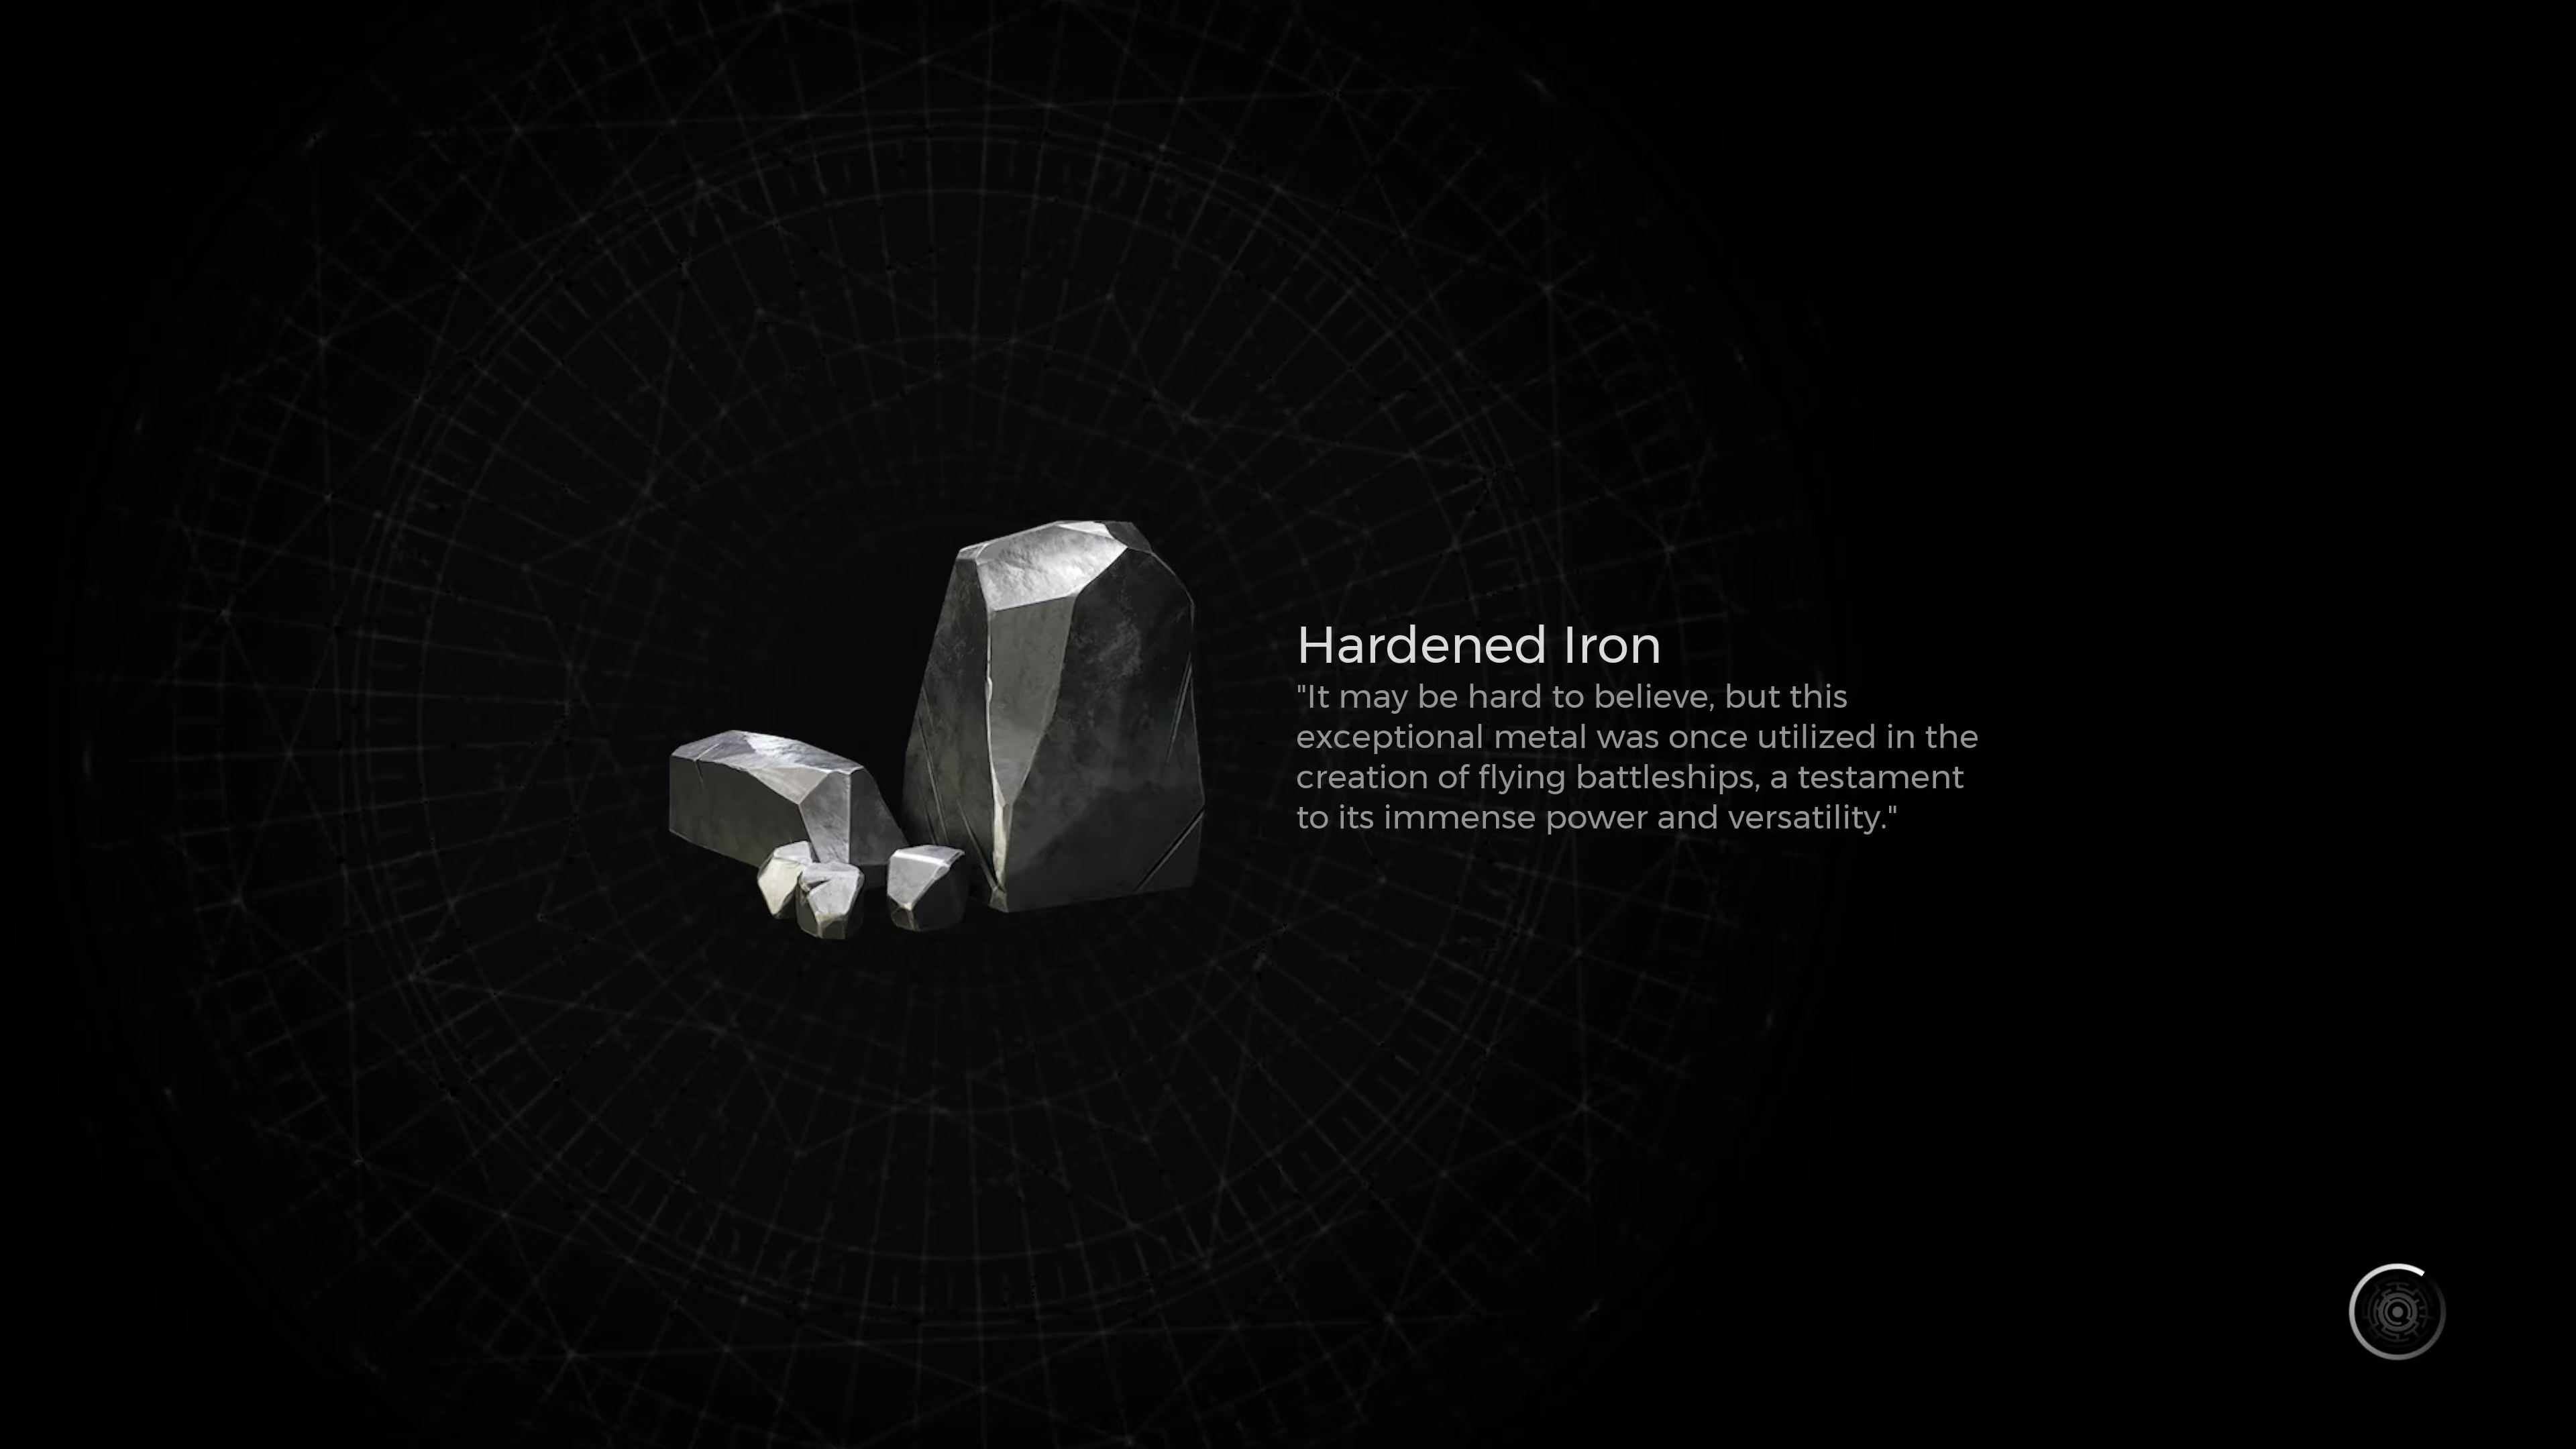 Hardened Iron
"It may be hard to believe, but this
exceptional metal was once utilized in the
creation of flying battleships, a testament
to its immense power and versatility."